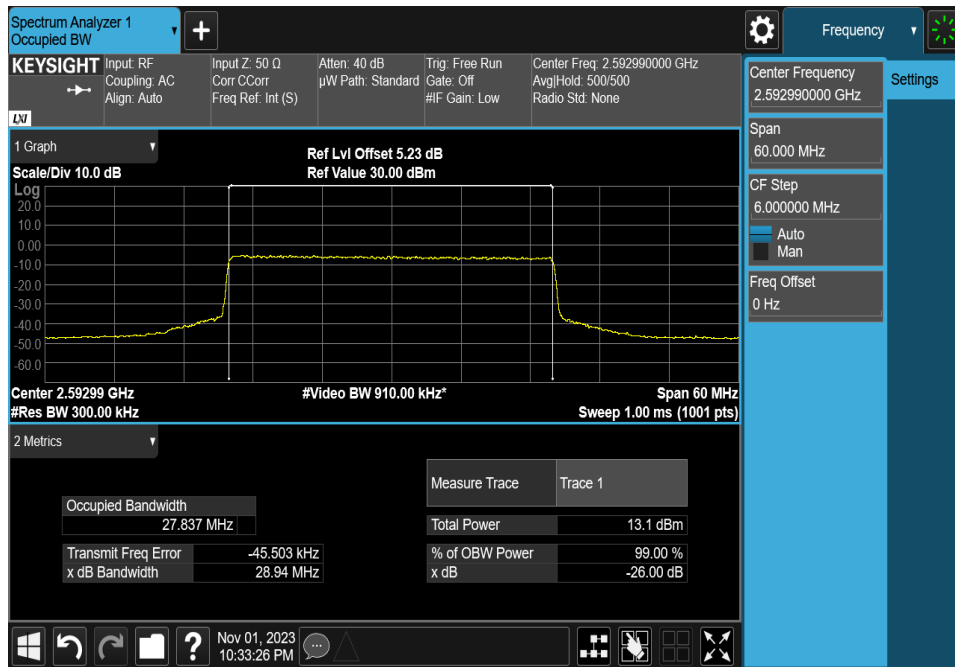 Spectrum Analyzer 1
Occupied BW
+
Frequency
KEYSIGHT
LXI
Input: RF
Coupling: AC
Align: Auto
Input Z: 50 Ω
Corr CCorr
Freq Ref: Int (S)
Atten: 40 dB
µW Path: Standard
Trig: Free Run
Gate: Off
#IF Gain: Low
Center Freq: 2.592990000 GHz
Avg|Hold: 500/500
Radio Std: None
Center Frequency
2.592990000 GHz
Settings
Span
60.000 MHz
CF Step
6.000000 MHz
Auto
Man
Freq Offset
0 Hz
1 Graph
Scale/Div 10.0 dB
Ref Lvl Offset 5.23 dB
Ref Value 30.00 dBm
Log
20.0
10.0
0.00
-10.0
-20.0
-30.0
-40.0
-50.0
-60.0
Center 2.59299 GHz
#Video BW 910.00 kHz*
Span 60 MHz
#Res BW 300.00 kHz
Sweep 1.00 ms (1001 pts)
2 Metrics
Measure Trace Trace 1
Occupied Bandwidth
27.837 MHz
Total Power 13.1 dBm
Transmit Freq Error -45.503 kHz
% of OBW Power 99.00 %
x dB Bandwidth 28.94 MHz
x dB -26.00 dB
?
Nov 01, 2023
10:33:26 PM